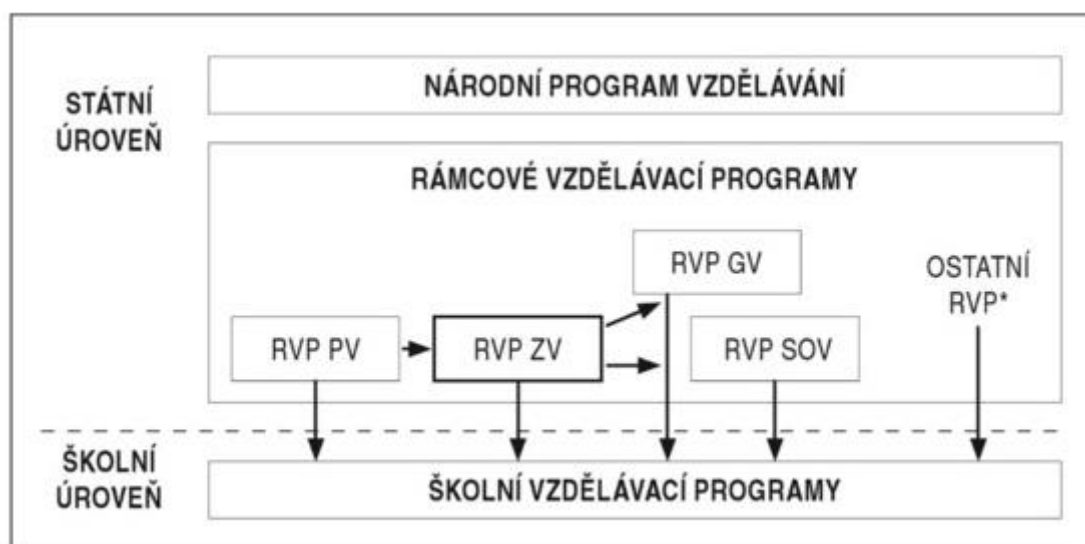 STÁTNÍ
ÚROVEŇ
NÁRODNÍ PROGRAM VZDĚLÁVÁNÍ
RÁMCOVÉ VZDĚLÁVACÍ PROGRAMY
RVP GV
OSTATNÍ
RVP*
RVP PV
RVP ZV
RVP SOV
ŠKOLNÍ
ÚROVEŇ
ŠKOLNÍ VZDĚLÁVACÍ PROGRAMY